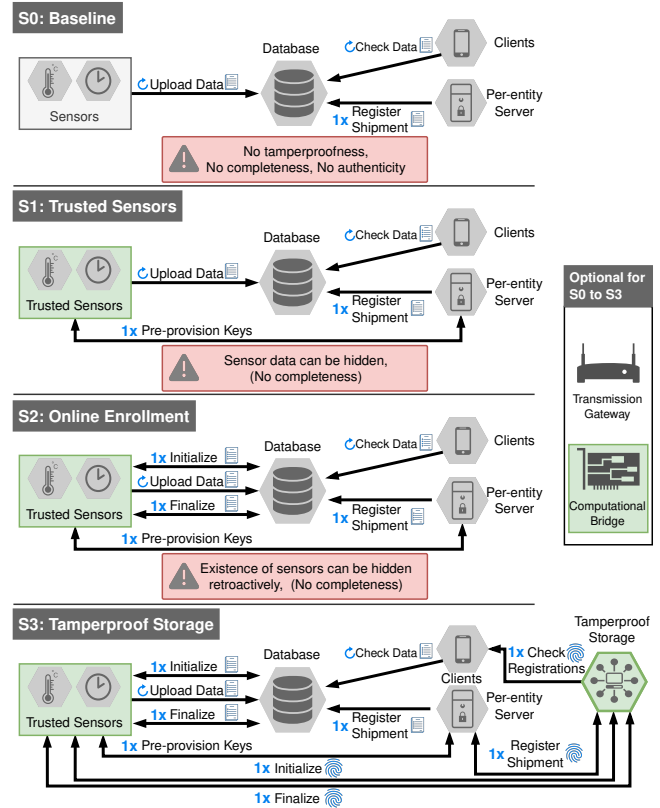 S0: Baseline
Database
Clients
Check Data
°C
Upload Data
Sensors
Per-entity
Server
1x Register
Shipment
No tamperproofness,
No completeness, No authenticity
S1: Trusted Sensors
Database
Clients
Check Data
°C
Upload Data
Trusted Sensors
Per-entity
Server
1x Register
Shipment
1x Pre-provision Keys
Sensor data can be hidden,
(No completeness)
Optional for
S0 to S3
Transmission
Gateway
Computational
Bridge
S2: Online Enrollment
Database
Clients
Check Data
°C
1x Initialize
Upload Data
1x Finalize
Trusted Sensors
Per-entity
Server
1x Register
Shipment
1x Pre-provision Keys
Existence of sensors can be hidden
retroactively, (No completeness)
S3: Tamperproof Storage
Tamperproof
Storage
Database
Clients
Check Data
1x Check
Registrations
°C
1x Initialize
Upload Data
1x Finalize
Trusted Sensors
Per-entity
Server
1x Register
Shipment
1x Pre-provision Keys
1x Register
Shipment
1x Initialize
1x Finalize